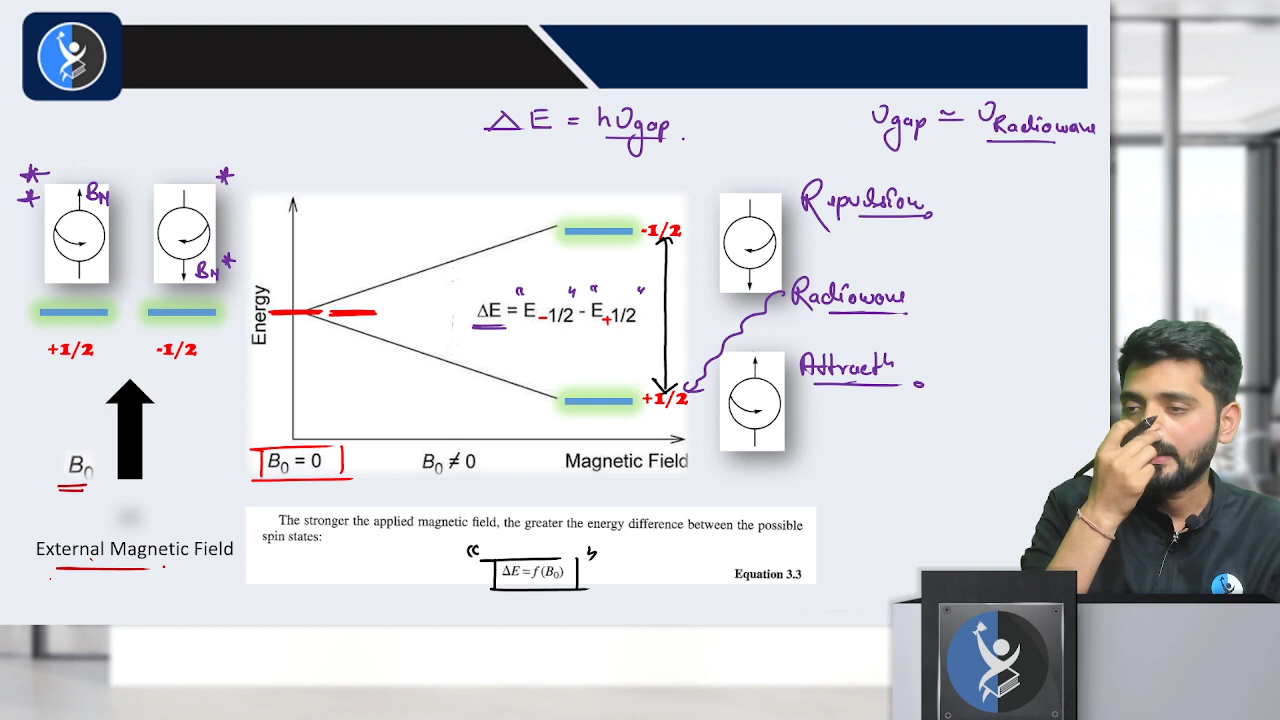 ΔE = hυgap.
υgap ≃ υRadiowave
BN
BN
+1/2
-1/2
B0
External Magnetic Field
Energy
-1/2
ΔE = "E-1/2" - "E+1/2"
+1/2
B0 = 0
B0 ≠ 0
Magnetic Field
Repulsion.
Radiowave
Attractn.
The stronger the applied magnetic field, the greater the energy difference between the possible
spin states:
" ΔE = f(B0) "
Equation 3.3